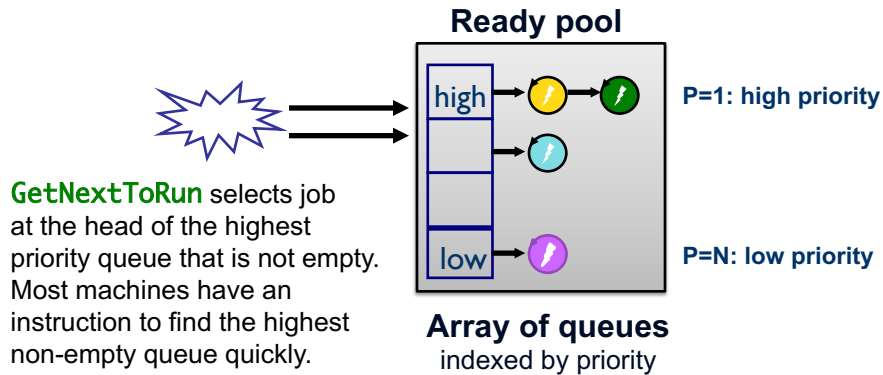 Ready pool
high
P=1: high priority
GetNextToRun selects job
at the head of the highest
priority queue that is not empty.
Most machines have an
instruction to find the highest
non-empty queue quickly.
low
P=N: low priority
Array of queues
indexed by priority